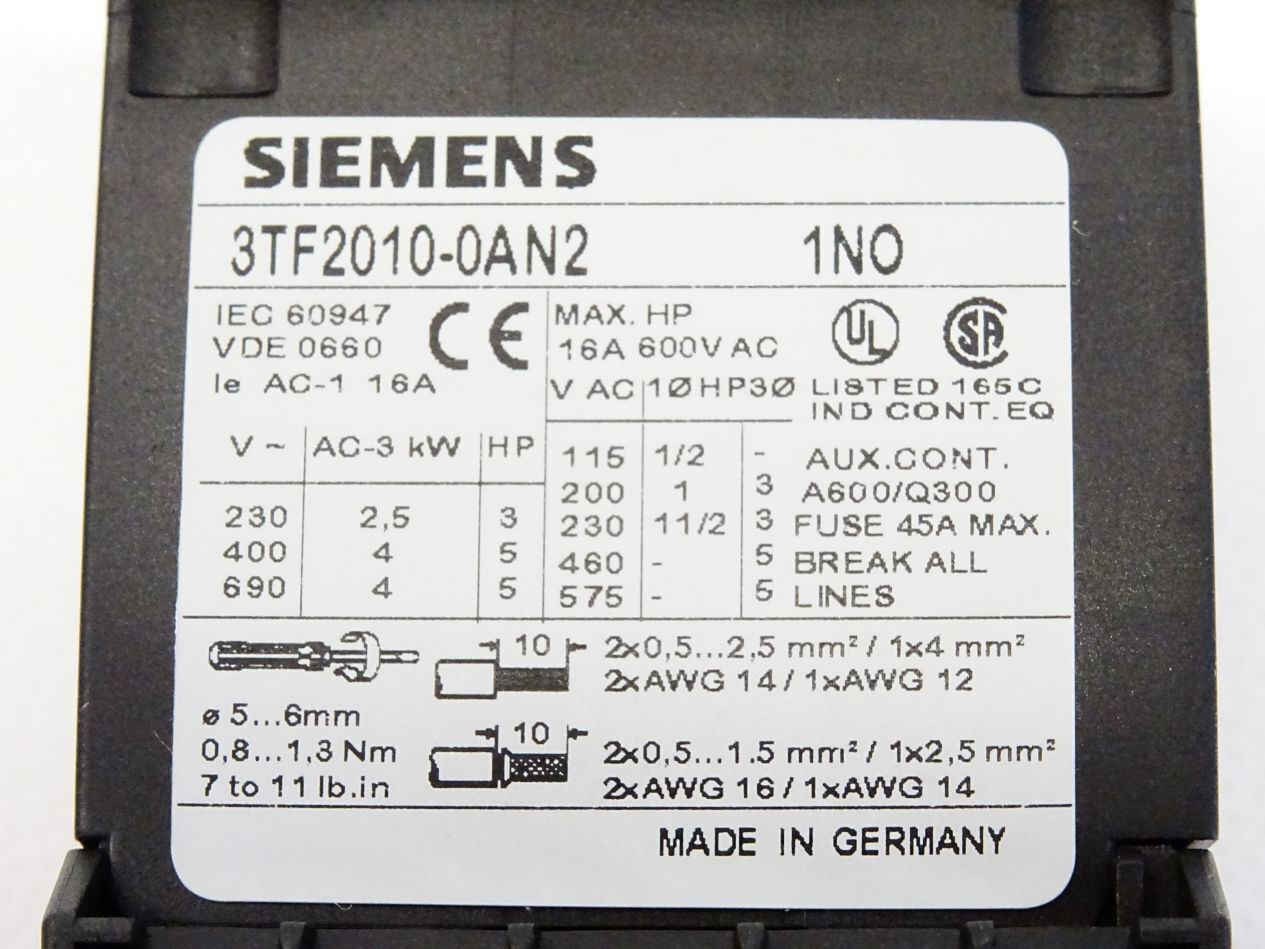 SIEMENS
3TF2010-0AN2 1NO
IEC 60947
VDE 0660
CE
Ie AC-1 16A
V ~ AC-3 kW HP
230 2,5 3
400 4 5
690 4 5
MAX. HP
16A 600V AC
UL
SA
V AC 1Ø HP 3Ø
LISTED 165C
IND CONT. EQ
115 1/2 -
200 1 3
230 1 1/2 3
460 - 5
575 - 5
AUX.CONT.
A600/Q300
FUSE 45A MAX.
BREAK ALL
LINES
ø 5...6mm
0,8...1,3 Nm
7 to 11 lb.in
10
2x0,5...2,5 mm² / 1x4 mm²
2xAWG 14 / 1xAWG 12
10
2x0,5...1.5 mm² / 1x2,5 mm²
2xAWG 16 / 1xAWG 14
MADE IN GERMANY